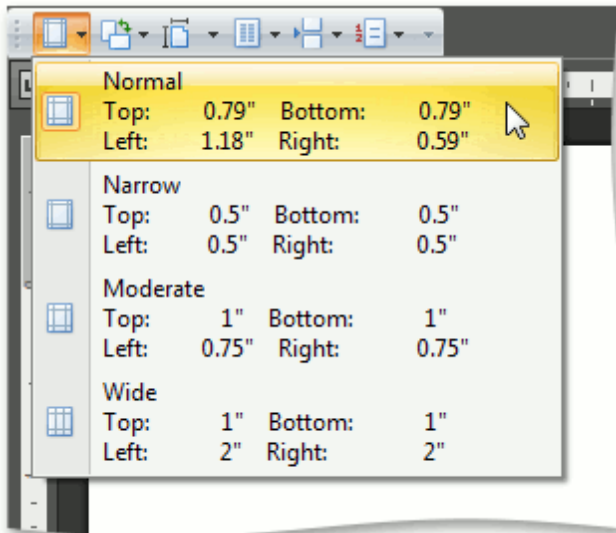 Normal
Top: 0.79" Bottom: 0.79"
Left: 1.18" Right: 0.59"
Narrow
Top: 0.5" Bottom: 0.5"
Left: 0.5" Right: 0.5"
Moderate
Top: 1" Bottom: 1"
Left: 0.75" Right: 0.75"
Wide
Top: 1" Bottom: 1"
Left: 2" Right: 2"